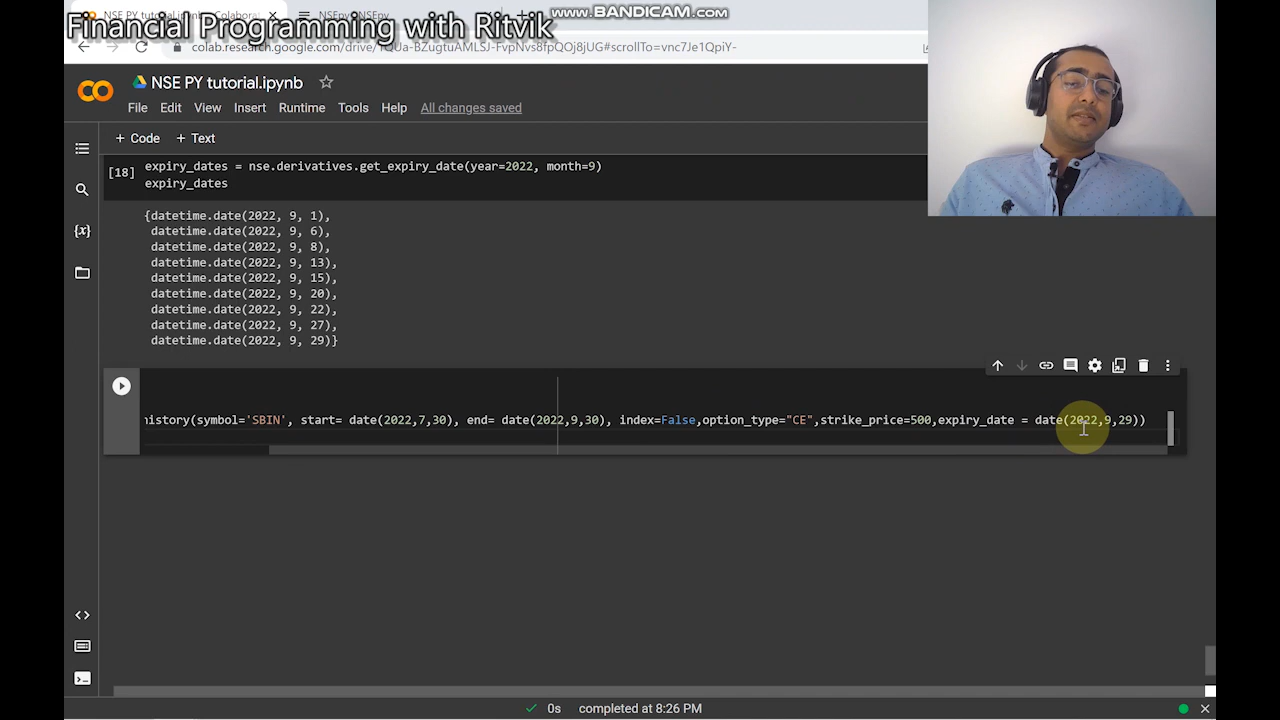 www.BANDICAM.com
Financial Programming with Ritvik
colab.research.google.com/drive/
NSE PY tutorial.ipynb
File Edit View Insert Runtime Tools Help All changes saved
+ Code + Text
[18] expiry_dates = nse.derivatives.get_expiry_date(year=2022, month=9)
expiry_dates
{datetime.date(2022, 9, 1),
datetime.date(2022, 9, 6),
datetime.date(2022, 9, 8),
datetime.date(2022, 9, 13),
datetime.date(2022, 9, 15),
datetime.date(2022, 9, 20),
datetime.date(2022, 9, 22),
datetime.date(2022, 9, 27),
datetime.date(2022, 9, 29)}
history(symbol='SBIN', start= date(2022,7,30), end= date(2022,9,30), index=False,option_type="CE",strike_price=500,expiry_date = date(2022,9,29))
0s completed at 8:26 PM